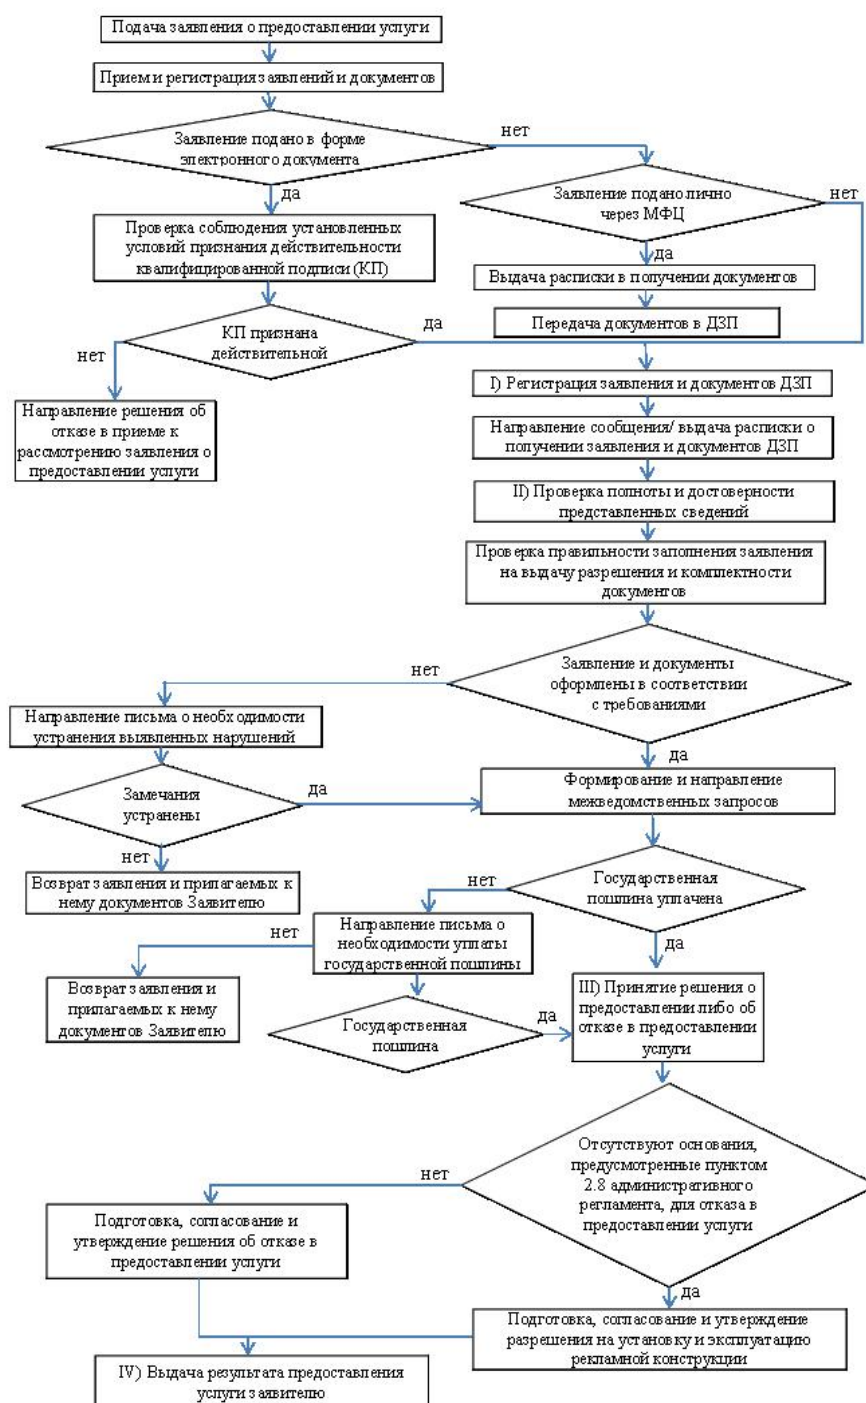 Подача заявления о предоставлении услуги
Прием и регистрация заявлений и документов
Заявление подано в форме
электронного документа
нет
да
Заявление подано лично
через МФЦ
нет
да
Проверка соблюдения установленных
условий признания действительности
квалифицированной подписи (КП)
Выдача расписки в получении документов
Передача документов в ДЗП
КП признана
действительной
да
нет
I) Регистрация заявления и документов ДЗП
Направление решения об
отказе в приеме к
рассмотрению заявления о
предоставлении услуги
Направление сообщения/ выдача расписки о
получении заявления и документов ДЗП
II) Проверка полноты и достоверности
представленных сведений
Проверка правильности заполнения заявления
на выдачу разрешения и комплектности
документов
Заявление и документы
оформлены в соответствии
с требованиями
нет
да
Направление письма о необходимости
устранения выявленных нарушений
Замечания
устранены
да
нет
Формирование и направление
межведомственных запросов
Возврат заявления и прилагаемых к
нему документов Заявителю
Государственная
пошлина уплачена
нет
да
Направление письма о
необходимости уплаты
государственной пошлины
нет
Возврат заявления и
прилагаемых к нему
документов Заявителю
Государственная
пошлина
да
III) Принятие решения о
предоставлении либо об
отказе в предоставлении
услуги
Отсутствуют основания,
предусмотренные пунктом
2.8 административного
регламента, для отказа в
предоставлении услуги
нет
да
Подготовка, согласование и
утверждение решения об отказе в
предоставлении услуги
Подготовка, согласование и утверждение
разрешения на установку и эксплуатацию
рекламной конструкции
IV) Выдача результата предоставления
услуги заявителю